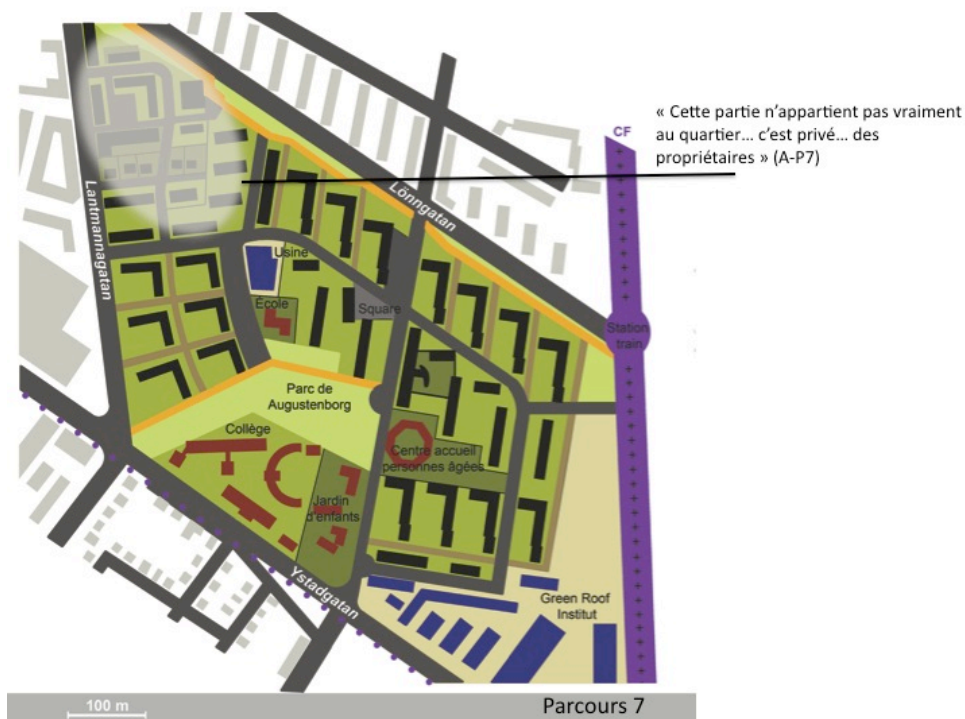 « Cette partie n'appartient pas vraiment
au quartier... c'est privé... des
propriétaires » (A-P7)
CF
Lönngatan
Lantmannagatan
Usine
École
Square
Station
train
Parc de
Augustenborg
Collège
Centre accueil
personnes âgées
Jardin
d'enfants
Ystadgatan
Green Roof
Institut
100 m
Parcours 7